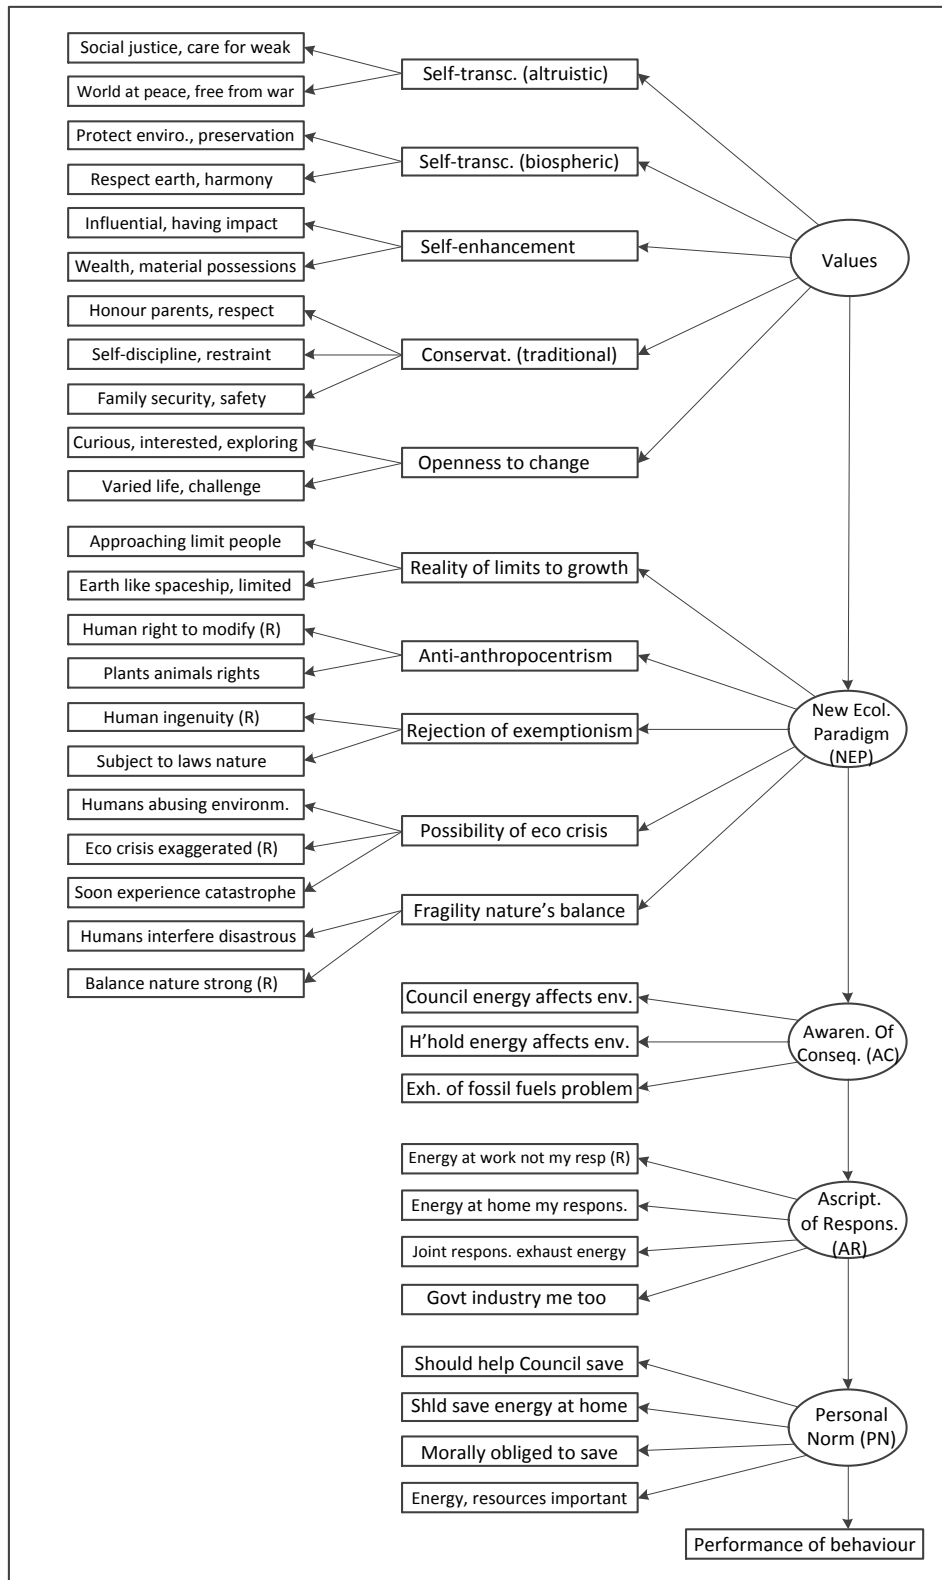 Social justice, care for weak
World at peace, free from war
Self-transc. (altruistic)
Protect enviro., preservation
Respect earth, harmony
Self-transc. (biospheric)
Influential, having impact
Wealth, material possessions
Self-enhancement
Values
Honour parents, respect
Self-discipline, restraint
Family security, safety
Conservat. (traditional)
Curious, interested, exploring
Varied life, challenge
Openness to change
Approaching limit people
Earth like spaceship, limited
Reality of limits to growth
Human right to modify (R)
Plants animals rights
Anti-anthropocentrism
Human ingenuity (R)
Subject to laws nature
Rejection of exemptionism
New Ecol.
Paradigm
(NEP)
Humans abusing environm.
Eco crisis exaggerated (R)
Soon experience catastrophe
Possibility of eco crisis
Humans interfere disastrous
Balance nature strong (R)
Fragility nature’s balance
Council energy affects env.
H’hold energy affects env.
Exh. of fossil fuels problem
Awaren. Of
Conseq. (AC)
Energy at work not my resp (R)
Energy at home my respons.
Joint respons. exhaust energy
Govt industry me too
Ascript.
of Respons.
(AR)
Should help Council save
Shld save energy at home
Morally obliged to save
Energy, resources important
Personal
Norm (PN)
Performance of behaviour